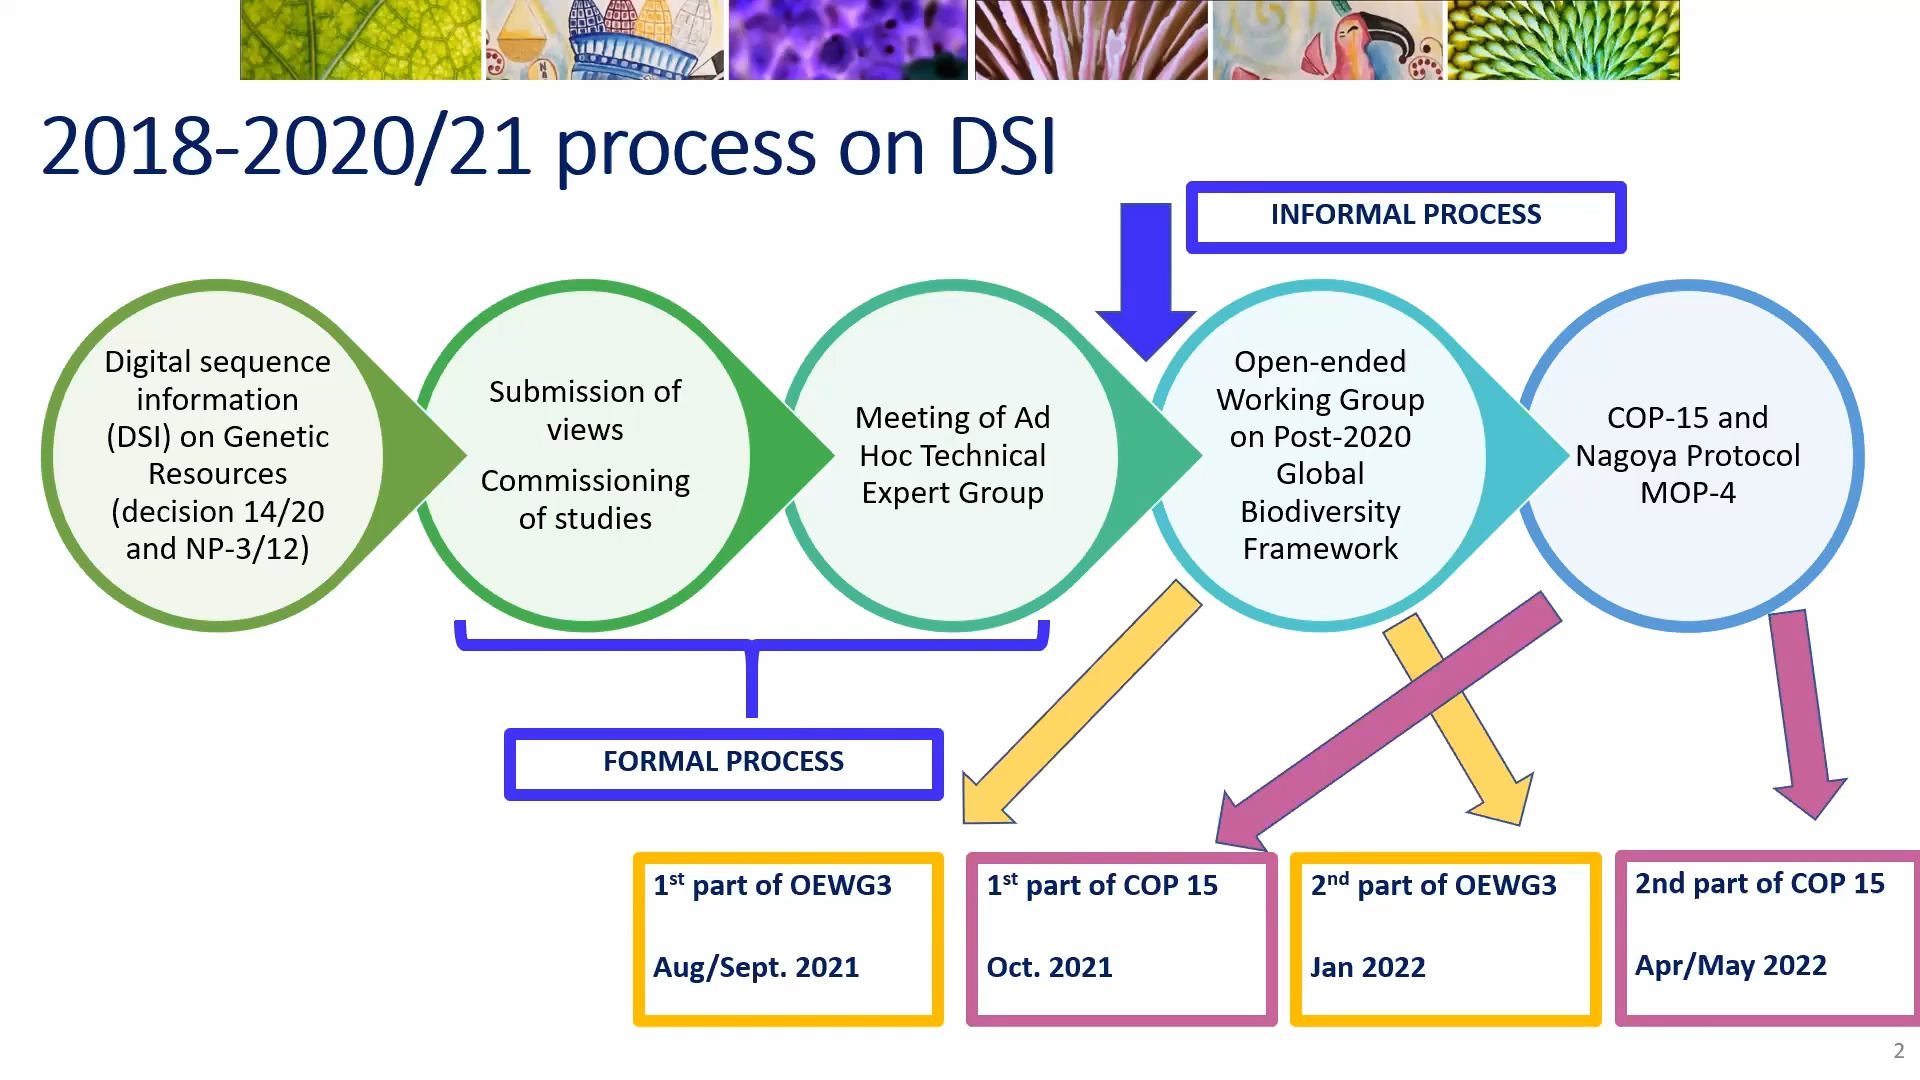 2018-2020/21 process on DSI
INFORMAL PROCESS
Digital sequence
information
(DSI) on Genetic
Resources
(decision 14/20
and NP-3/12)
Submission of
views
Commissioning
of studies
Meeting of Ad
Hoc Technical
Expert Group
Open-ended
Working Group
on Post-2020
Global
Biodiversity
Framework
COP-15 and
Nagoya Protocol
MOP-4
FORMAL PROCESS
1st part of OEWG3
Aug/Sept. 2021
1st part of COP 15
Oct. 2021
2nd part of OEWG3
Jan 2022
2nd part of COP 15
Apr/May 2022
2